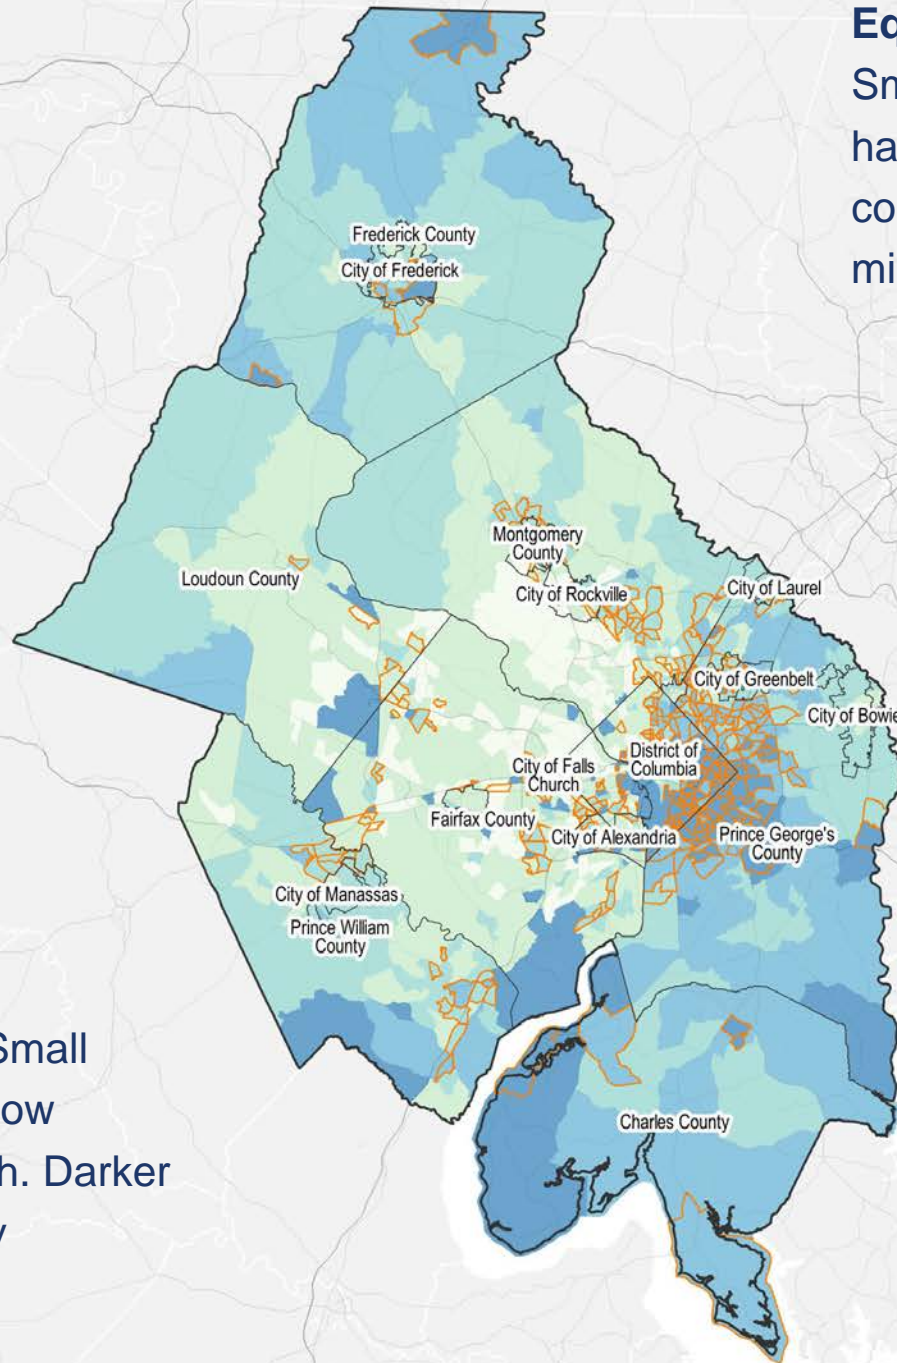 Eq
Sm
ha
co
mi
Frederick County
City of Frederick
Montgomery
County
Loudoun County
City of Rockville
City of Laurel
City of Greenbelt
City of Bowie
District of
Columbia
City of Falls
Church
Fairfax County
City of Alexandria
Prince George's
County
City of Manassas
Prince William
County
Small
ow
h. Darker
Charles County